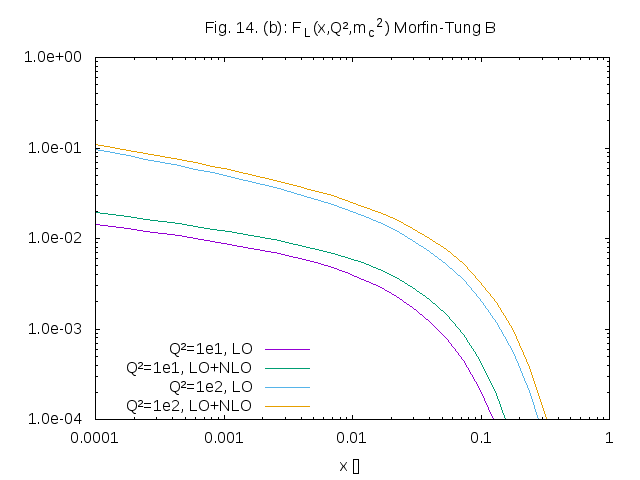 Fig. 14. (b): F_L(x,Q²,m_c²) Morfin-Tung B
1.0e+00
1.0e-01
1.0e-02
1.0e-03
1.0e-04
Q²=1e1, LO
Q²=1e1, LO+NLO
Q²=1e2, LO
Q²=1e2, LO+NLO
0.0001 0.001 0.01 0.1 1
x []